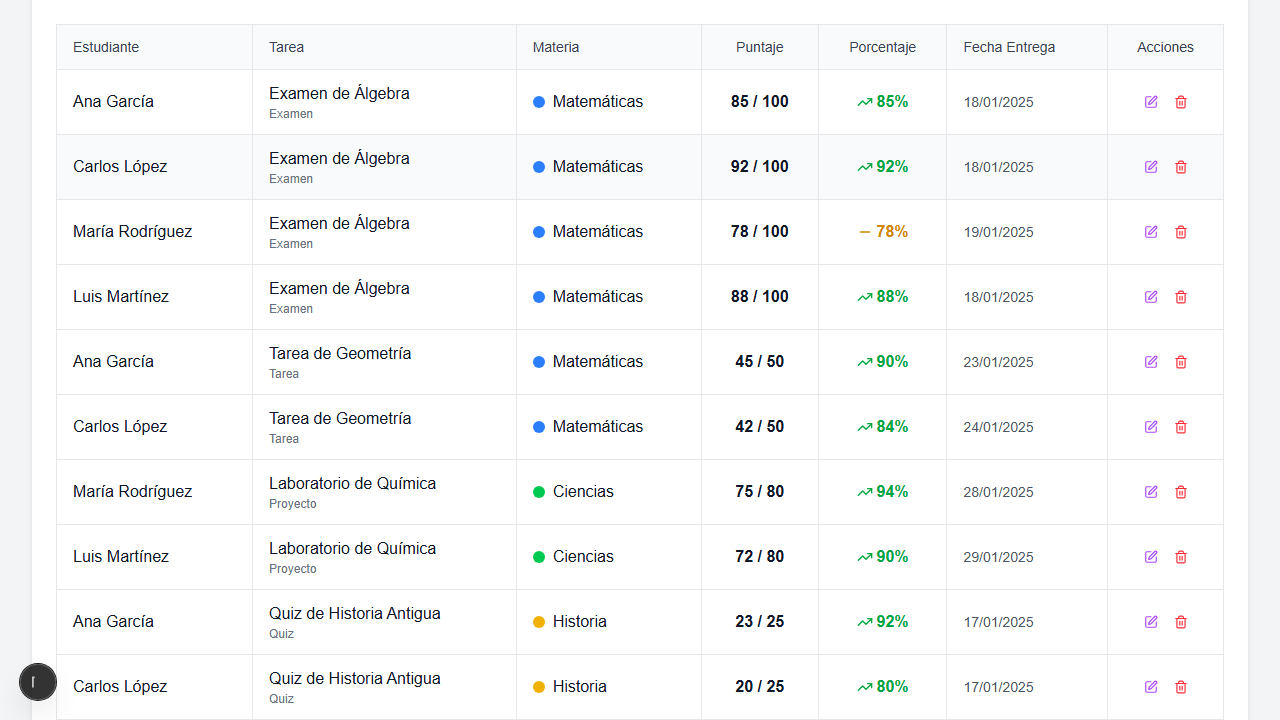 Estudiante Tarea Materia Puntaje Porcentaje Fecha Entrega Acciones
Ana García Examen de Álgebra Matemáticas 85 / 100 85% 18/01/2025
Examen
Carlos López Examen de Álgebra Matemáticas 92 / 100 92% 18/01/2025
Examen
María Rodríguez Examen de Álgebra Matemáticas 78 / 100 78% 19/01/2025
Examen
Luis Martínez Examen de Álgebra Matemáticas 88 / 100 88% 18/01/2025
Examen
Ana García Tarea de Geometría Matemáticas 45 / 50 90% 23/01/2025
Tarea
Carlos López Tarea de Geometría Matemáticas 42 / 50 84% 24/01/2025
Tarea
María Rodríguez Laboratorio de Química Ciencias 75 / 80 94% 28/01/2025
Proyecto
Luis Martínez Laboratorio de Química Ciencias 72 / 80 90% 29/01/2025
Proyecto
Ana García Quiz de Historia Antigua Historia 23 / 25 92% 17/01/2025
Quiz
Carlos López Quiz de Historia Antigua Historia 20 / 25 80% 17/01/2025
Quiz